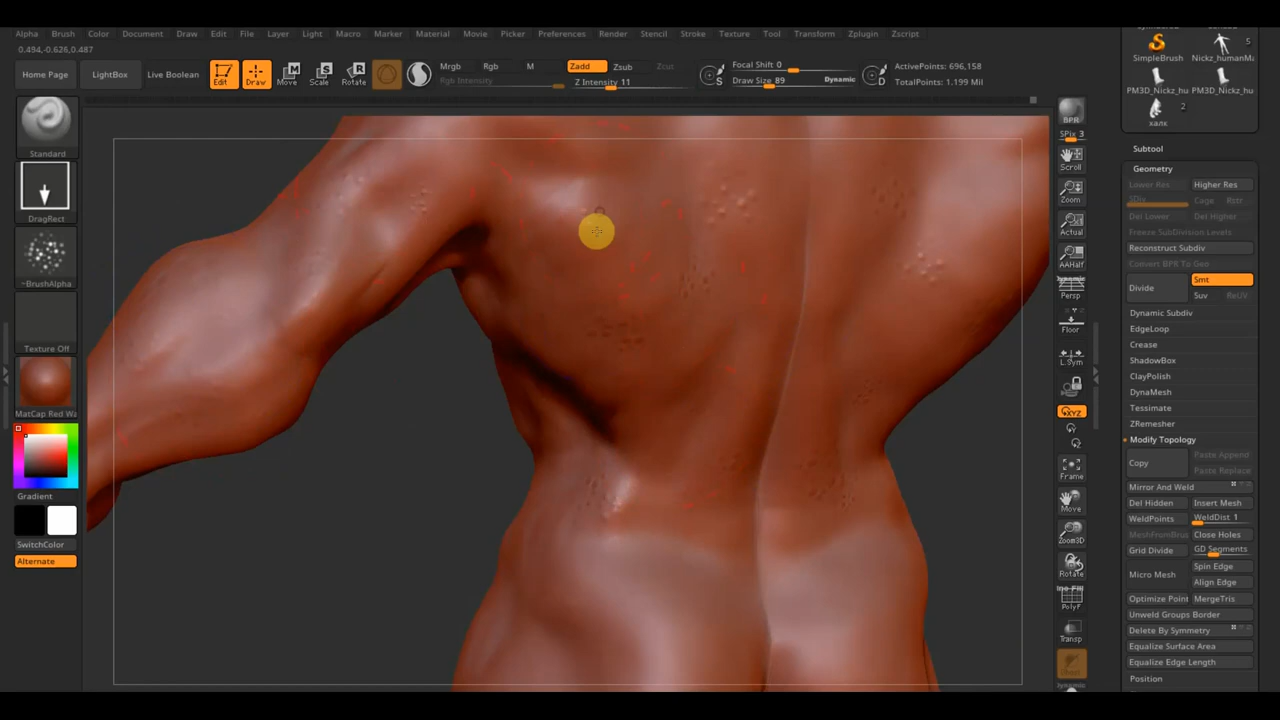 Alpha Brush Color Document Draw Edit File Layer Light Macro Marker Material Movie Picker Preferences Render Stencil Stroke Texture Tool Transform Zplugin Zscript
0.494,-0.626,0.487
Home Page LightBox Live Boolean Edit Draw Move Scale Rotate
Mrgb Rgb M Zadd Zsub Zcut
Rgb Intensity Z Intensity 11
Focal Shift 0
Draw Size 89 Dynamic
S D
ActivePoints: 696,158
TotalPoints: 1.199 Mil
Standard
DragRect
~BrushAlpha
Texture Off
MatCap Red Wa
Gradient
SwitchColor
Alternate
BPR
SPix 3
Scroll
Zoom
Actual
AAHalf
Dynamic
Persp
Floor
L.Sym
XYZ
Frame
Move
Zoom3D
Rotate
PolyF
Transp
5
SimpleBrush Nickz_humanMa
PM3D_Nickz_hu PM3D_Nickz_hu
2
халк
Subtool
Geometry
Lower Res Higher Res
SDiv Cage Rstr
Del Lower Del Higher
Freeze SubDivision Levels
Reconstruct Subdiv
Convert BPR To Geo
Divide Smt
Suv ReUV
Dynamic Subdiv
EdgeLoop
Crease
ShadowBox
ClayPolish
DynaMesh
Tessimate
ZRemesher
Modify Topology
Copy Paste Append
Paste Replace
Mirror And Weld
Del Hidden Insert Mesh
WeldPoints WeldDist 1
MeshFromBrus Close Holes
Grid Divide GD Segments
Micro Mesh Spin Edge
Align Edge
Optimize Point MergeTris
Unweld Groups Border
Delete By Symmetry
Equalize Surface Area
Equalize Edge Length
Position